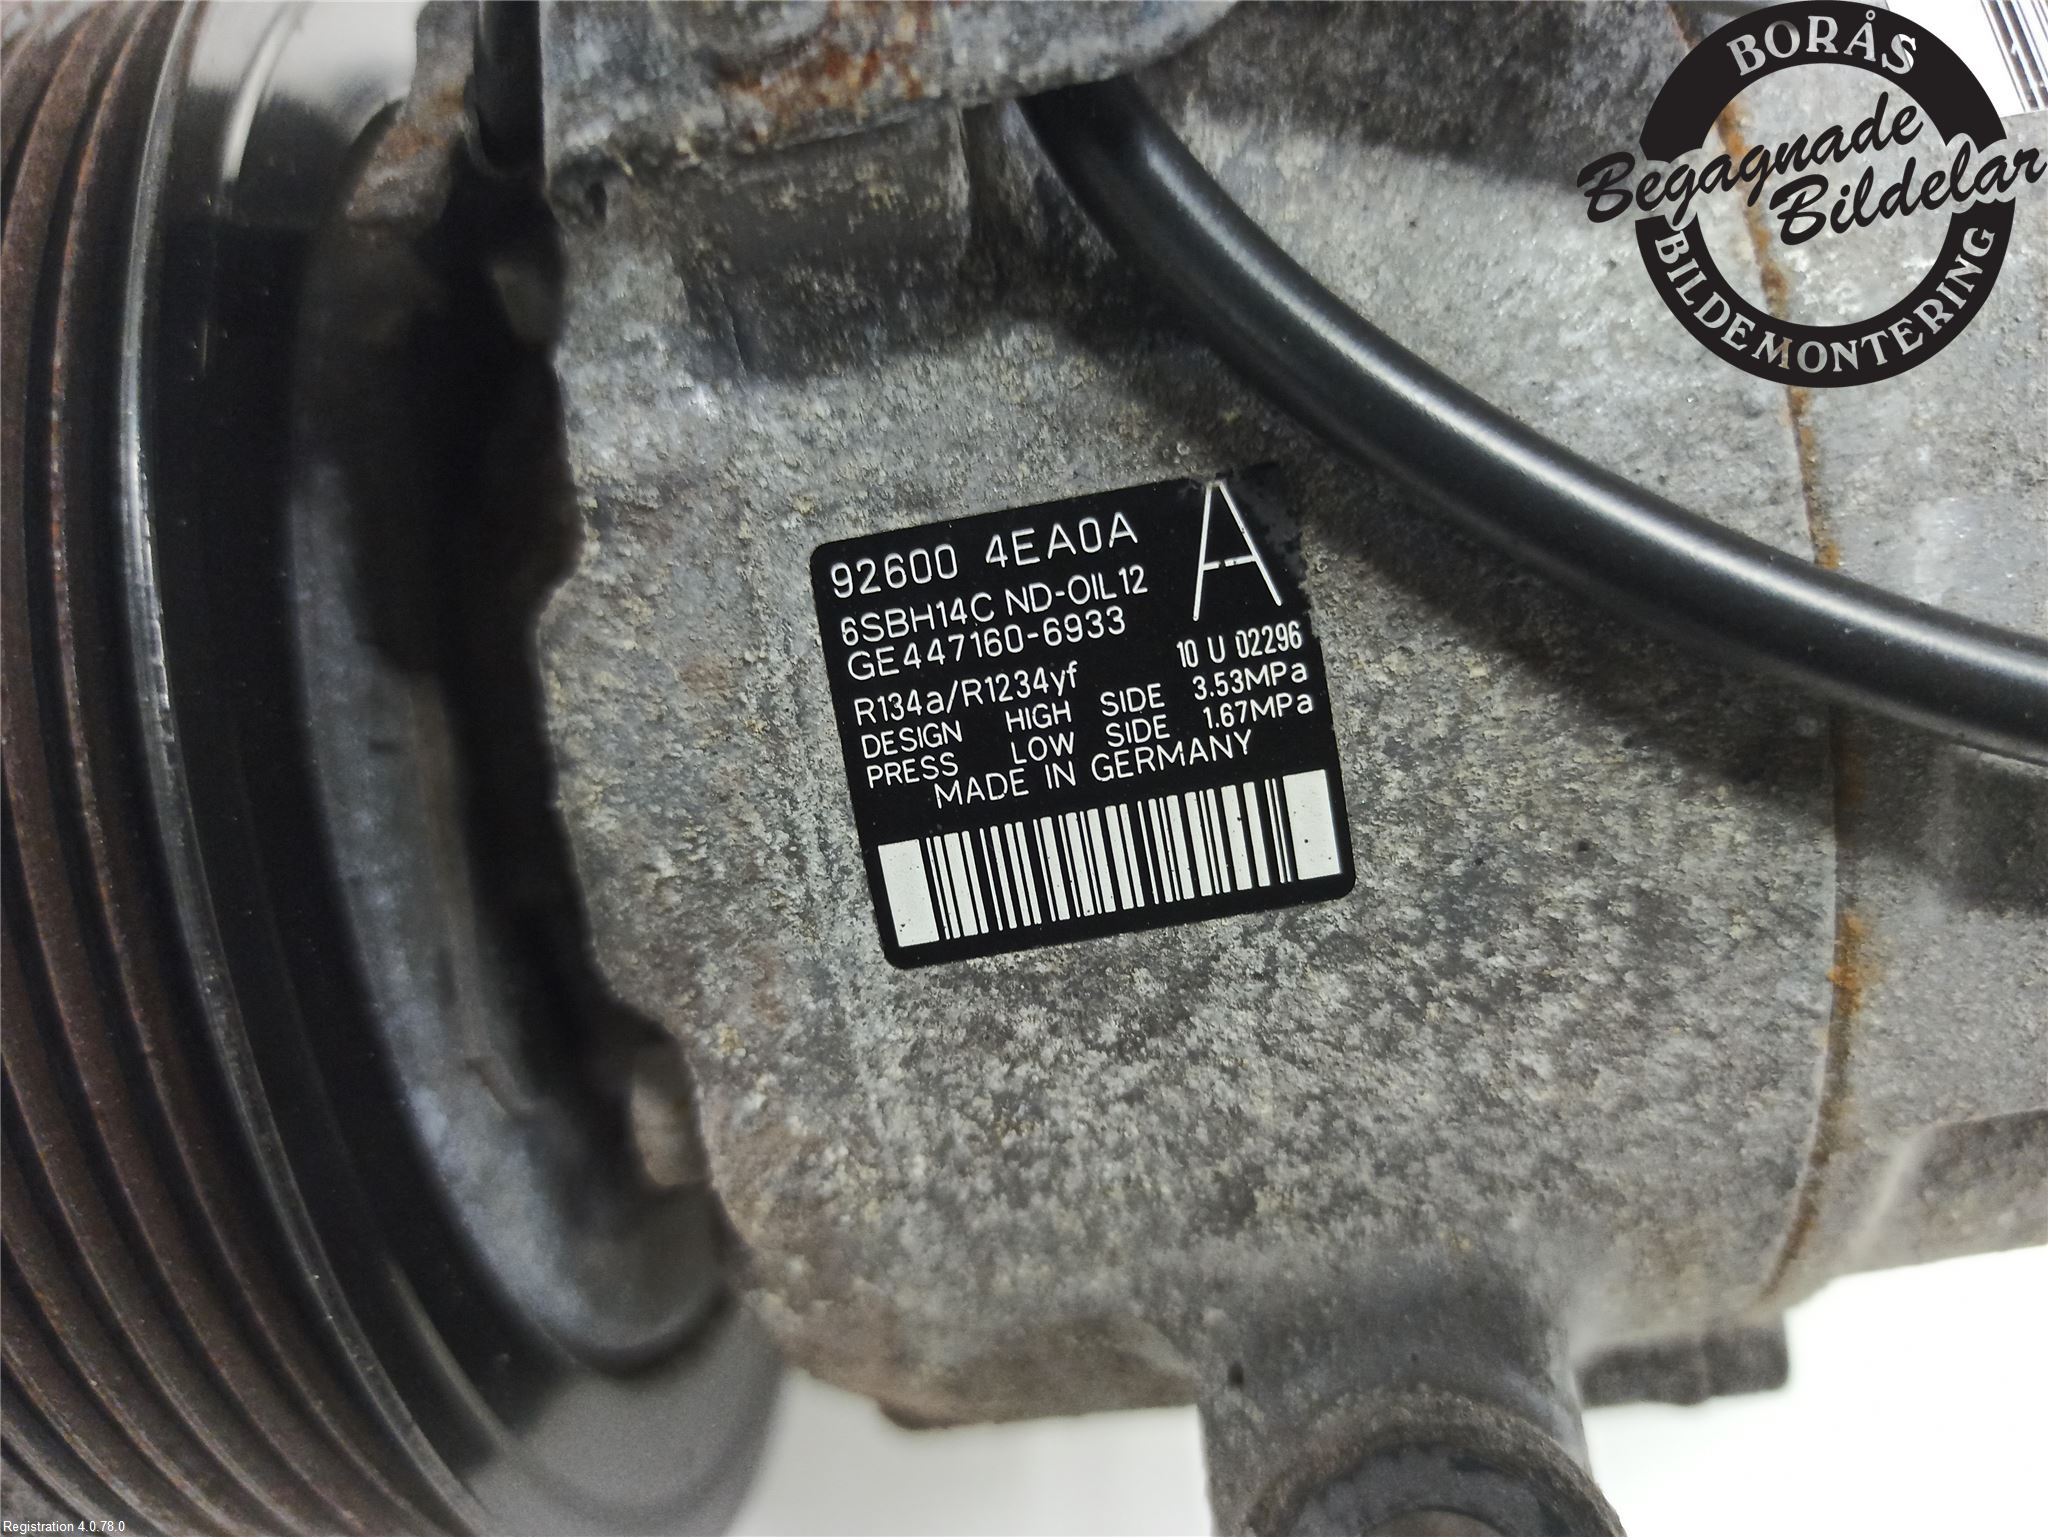 BORÅS
Begagnade
Bildelar
BILDEMONTERING
92600 4EA0A
A
6SBH14C ND-OIL12
GE447160-6933
10 U 02296
R134a/R1234yf
DESIGN HIGH SIDE 3.53MPa
PRESS LOW SIDE 1.67MPa
MADE IN GERMANY
Registration 4.0.78.0